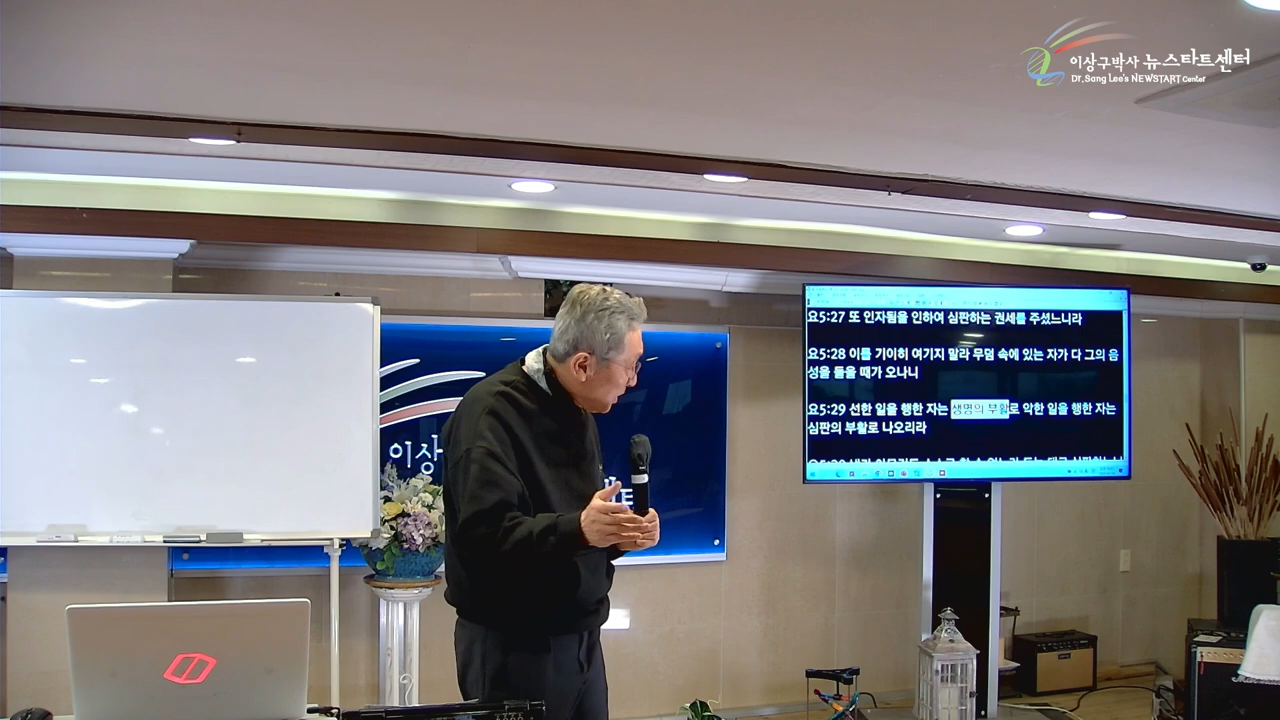 이상구박사 뉴스타트센터
Dr. Sang Lee's NEWSTART Center
요5:27 또 인자됨을 인하여 심판하는 권세를 주셨느니라
요5:28 이를 기이히 여기지 말라 무덤 속에 있는 자가 다 그의 음
성을 들을 때가 오나니
요5:29 선한 일을 행한 자는 생명의 부활로 악한 일을 행한 자는
심판의 부활로 나오리라
이상